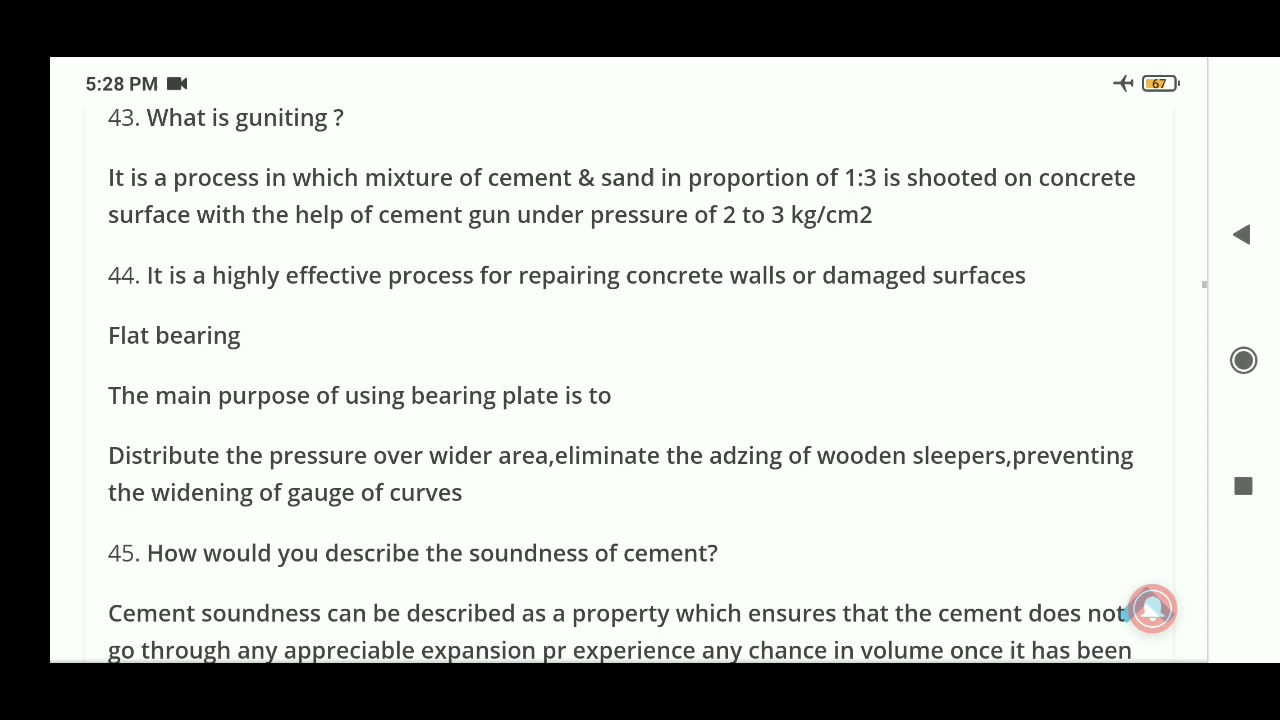 5:28 PM
67
43. What is guniting ?
It is a process in which mixture of cement & sand in proportion of 1:3 is shooted on concrete
surface with the help of cement gun under pressure of 2 to 3 kg/cm2
44. It is a highly effective process for repairing concrete walls or damaged surfaces
Flat bearing
The main purpose of using bearing plate is to
Distribute the pressure over wider area,eliminate the adzing of wooden sleepers,preventing
the widening of gauge of curves
45. How would you describe the soundness of cement?
Cement soundness can be described as a property which ensures that the cement does not
go through any appreciable expansion pr experience any chance in volume once it has been